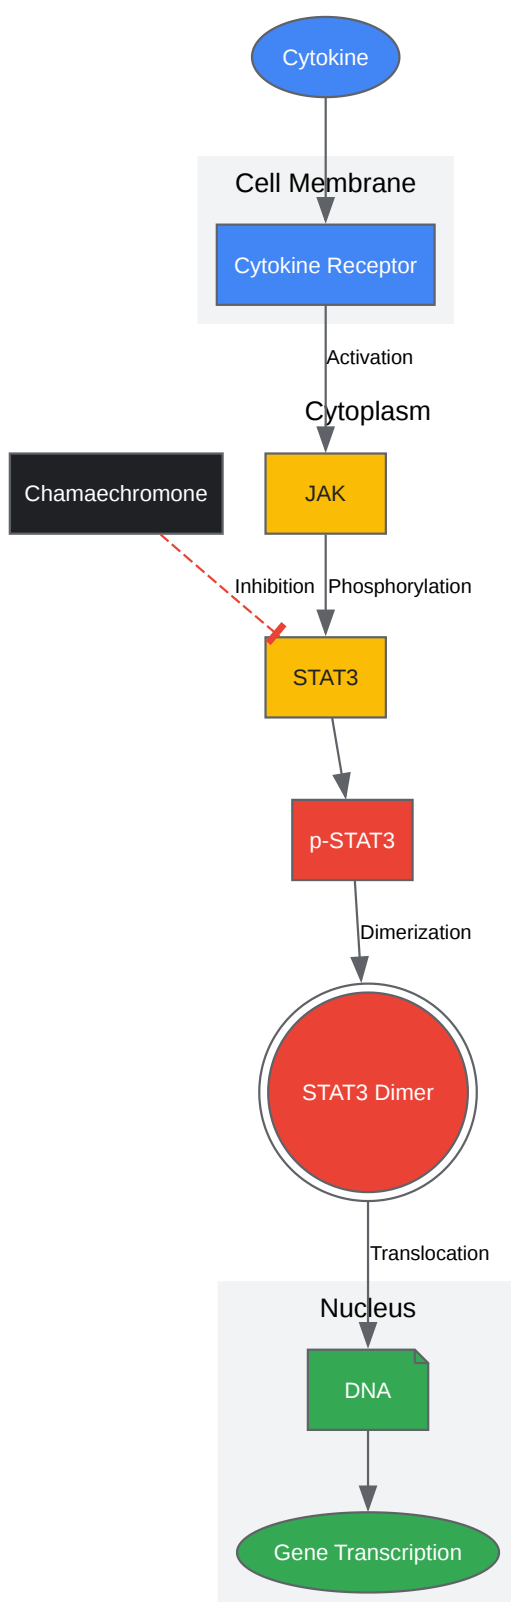 Cytokine
Cell Membrane
Cytokine Receptor
Activation
Cytoplasm
Chamaechromone
JAK
Inhibition
Phosphorylation
STAT3
p-STAT3
Dimerization
STAT3 Dimer
Translocation
Nucleus
DNA
Gene Transcription